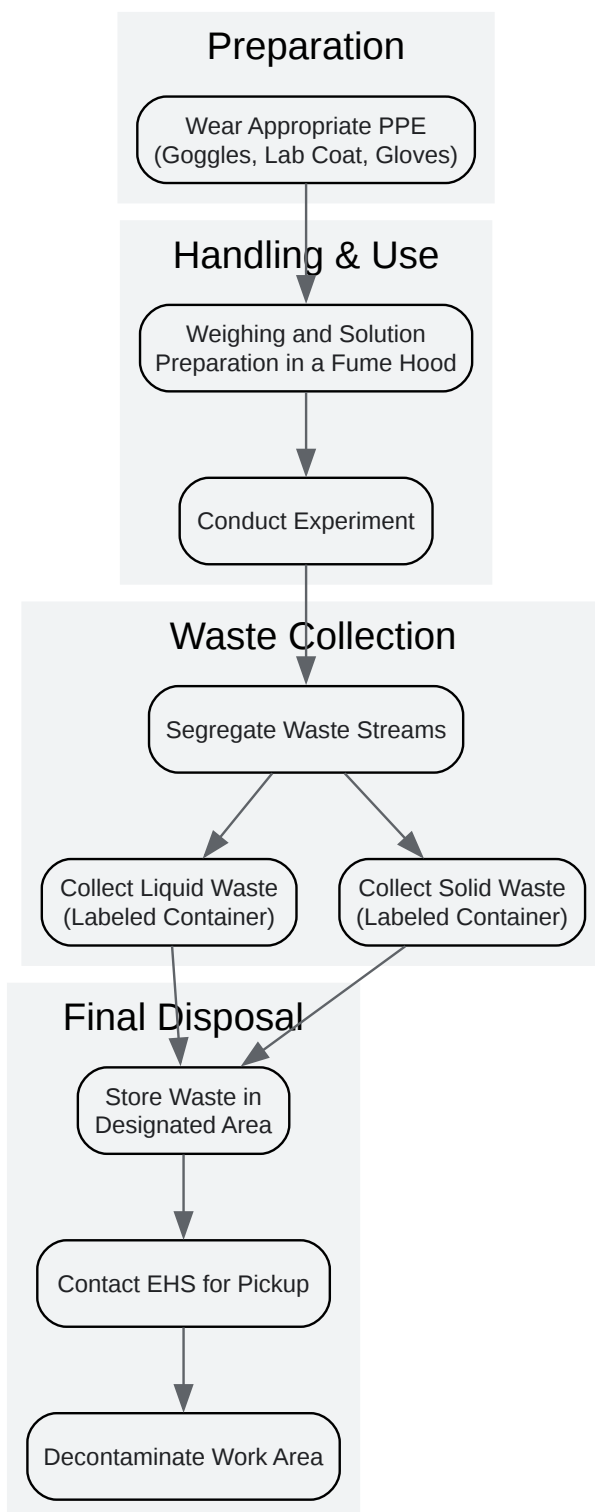 Preparation
Wear Appropriate PPE
(Goggles, Lab Coat, Gloves)
Handling & Use
Weighing and Solution
Preparation in a Fume Hood
Conduct Experiment
Waste Collection
Segregate Waste Streams
Collect Liquid Waste
(Labeled Container)
Collect Solid Waste
(Labeled Container)
Final Disposal
Store Waste in
Designated Area
Contact EHS for Pickup
Decontaminate Work Area